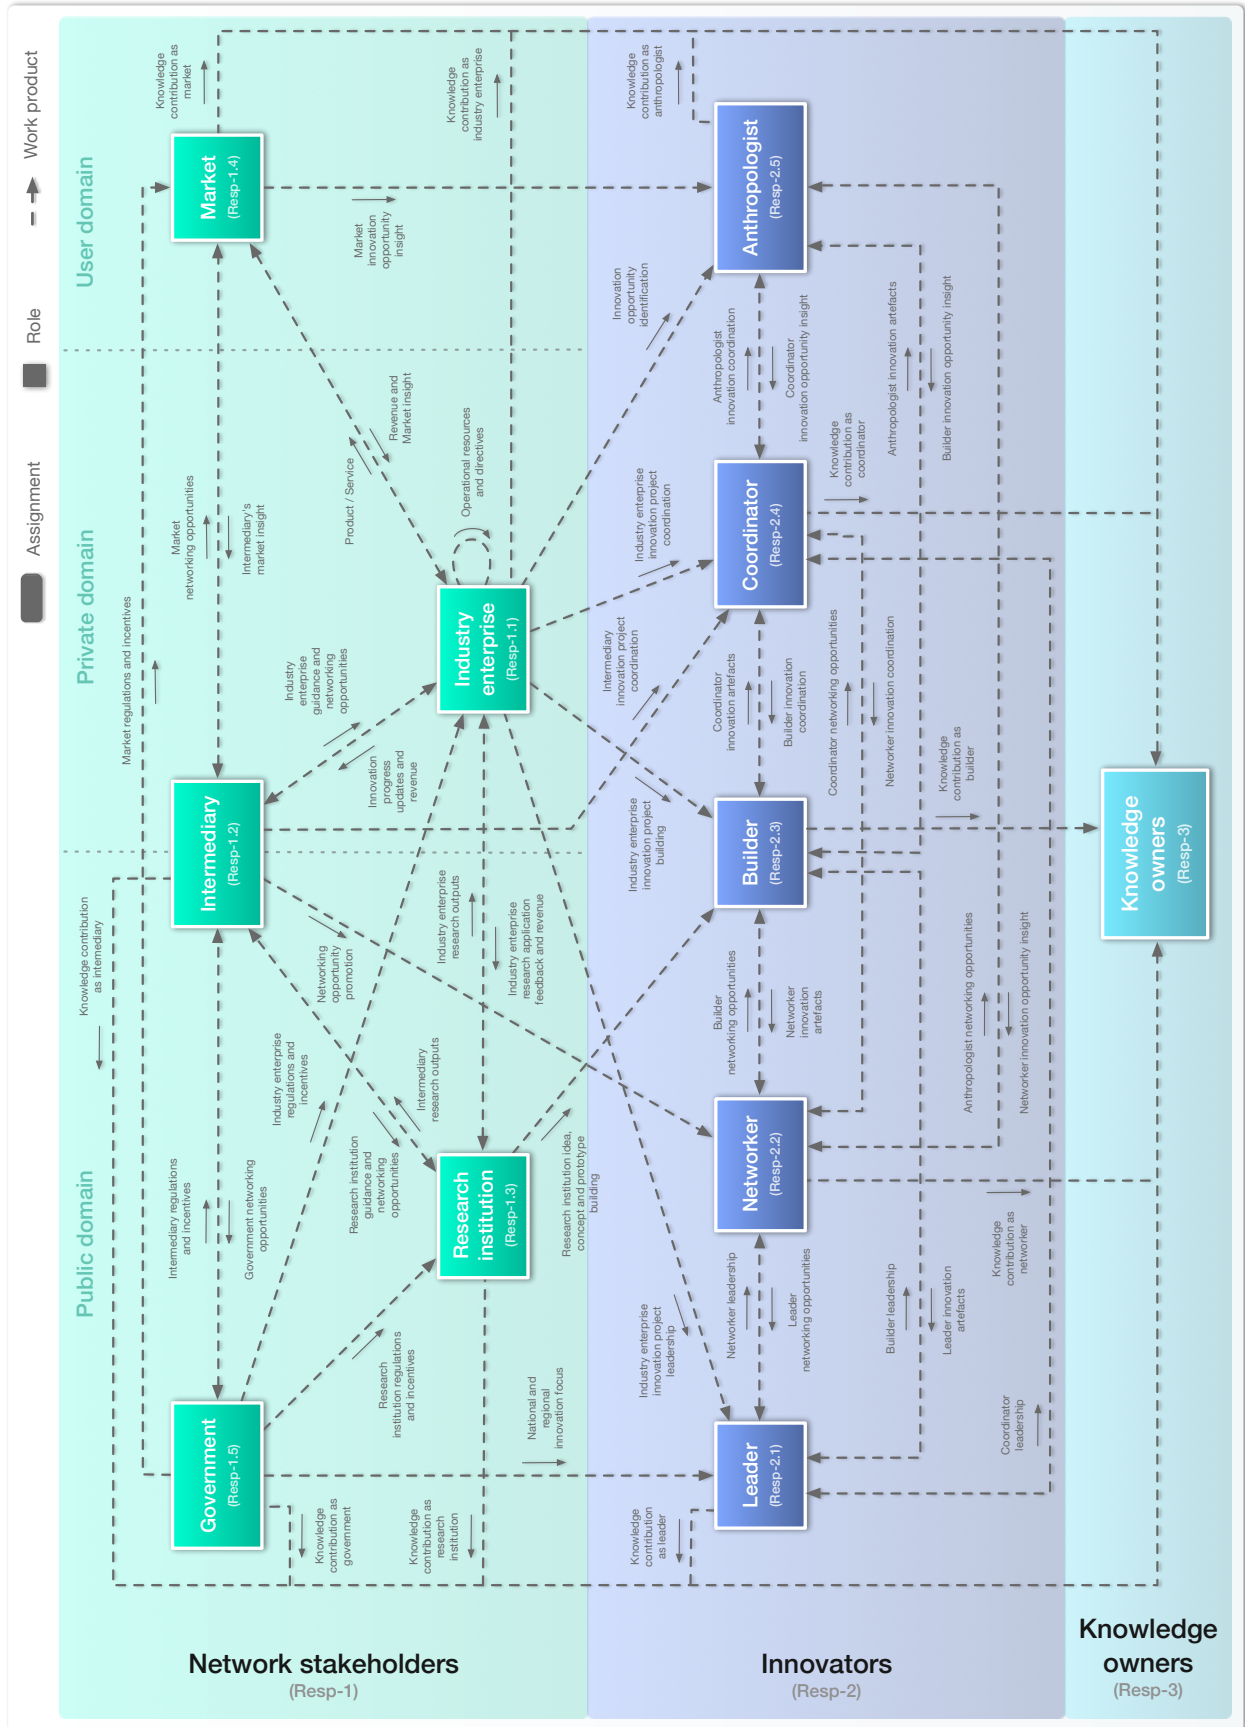 Assignment
Role
Work product
Public domain
Private domain
User domain
Network stakeholders
(Resp-1)
Innovators
(Resp-2)
Knowledge
owners
(Resp-3)
Government
(Resp-1.5)
Intermediary
(Resp-1.2)
Market
(Resp-1.4)
Research
institution
(Resp-1.3)
Industry
enterprise
(Resp-1.1)
Leader
(Resp-2.1)
Networker
(Resp-2.2)
Builder
(Resp-2.3)
Coordinator
(Resp-2.4)
Anthropologist
(Resp-2.5)
Knowledge
owners
(Resp-3)
Knowledge contribution
as intemediary
Market regulations and incentives
Knowledge
contribution as
market
Intermediary regulations
and incentives
Government networking
opportunities
Market
networking opportunities
Intermediary's
market insight
Industry enterprise
regulations and
incentives
Networking
opportunity
promotion
Industry
enterprise
guidance and
networking
opportunities
Innovation
progress
updates and
revenue
Product / Service
Revenue and
Market insight
Market
innovation
opportunity
insight
Operational resources
and directives
Knowledge
contribution as
industry enterprise
Knowledge
contribution as
government
Research
institution regulations
and incentives
Research institution
guidance and
networking
opportunities
Intermediary
research outputs
Knowledge
contribution as
research
institution
Industry enterprise
research outputs
Industry enterprise
research application
feedback and revenue
National and
regional
innovation focus
Research institution idea,
concept and prototype
building
Industry enterprise
innovation project
leadership
Industry enterprise
innovation project
building
Intermediary
innovation project
coordination
Industry enterprise
innovation project
coordination
Innovation
opportunity
identification
Knowledge
contribution
as leader
Knowledge
contribution as
anthropologist
Networker leadership
Leader
networking opportunities
Builder
networking opportunities
Networker
innovation
artefacts
Coordinator
innovation artefacts
Builder innovation
coordination
Anthropologist
innovation coordination
Coordinator
innovation opportunity insight
Coordinator networking opportunities
Networker innovation coordination
Knowledge
contribution as
coordinator
Builder leadership
Leader innovation
artefacts
Anthropologist innovation artefacts
Builder innovation opportunity insight
Knowledge
contribution as
builder
Anthropologist networking opportunities
Networker innovation opportunity insight
Knowledge
contribution as
networker
Coordinator
leadership